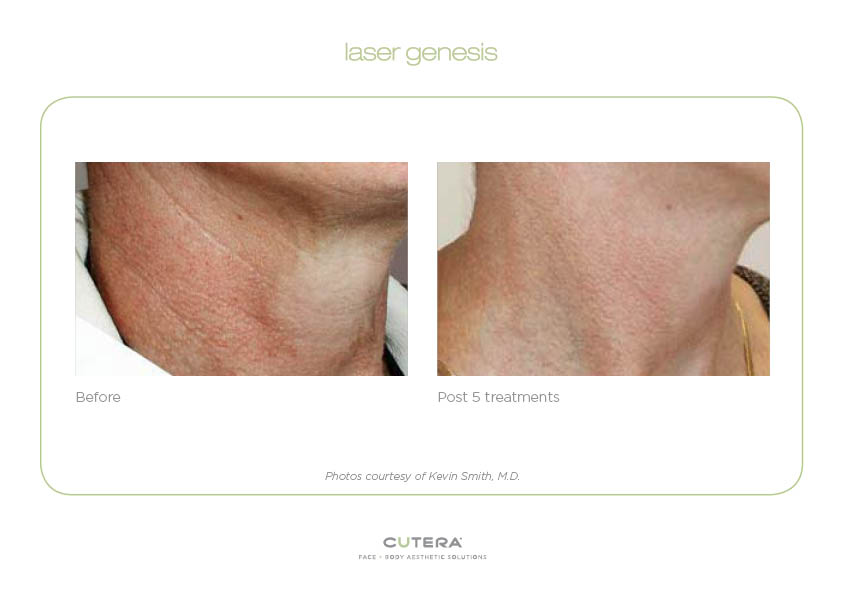 laser genesis
Before
Post 5 treatments
Photos courtesy of Kevin Smith, M.D.
CUTERA
FACE + BODY AESTHETIC SOLUTIONS